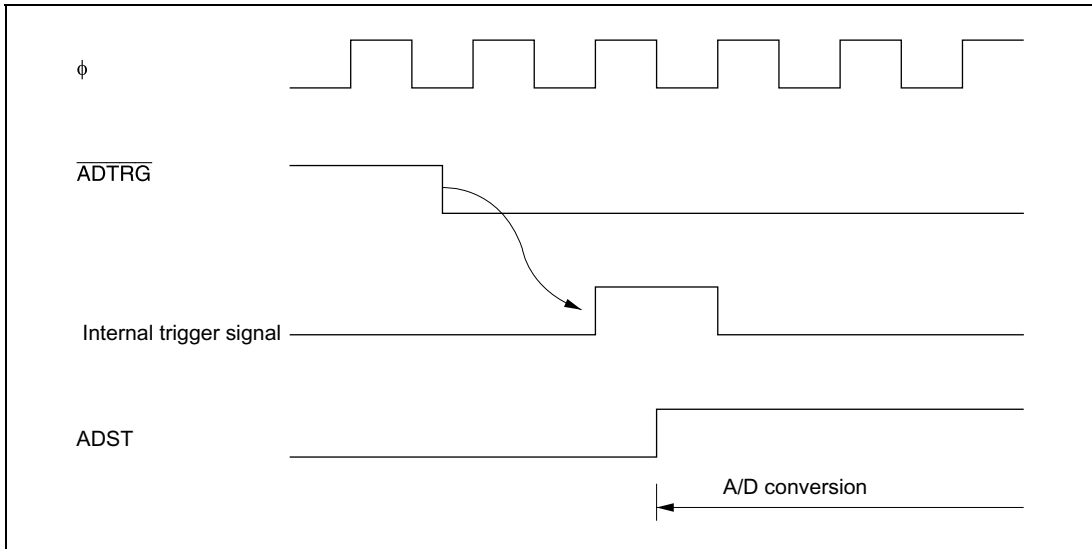 ϕ
ADTRG
Internal trigger signal
ADST
A/D conversion